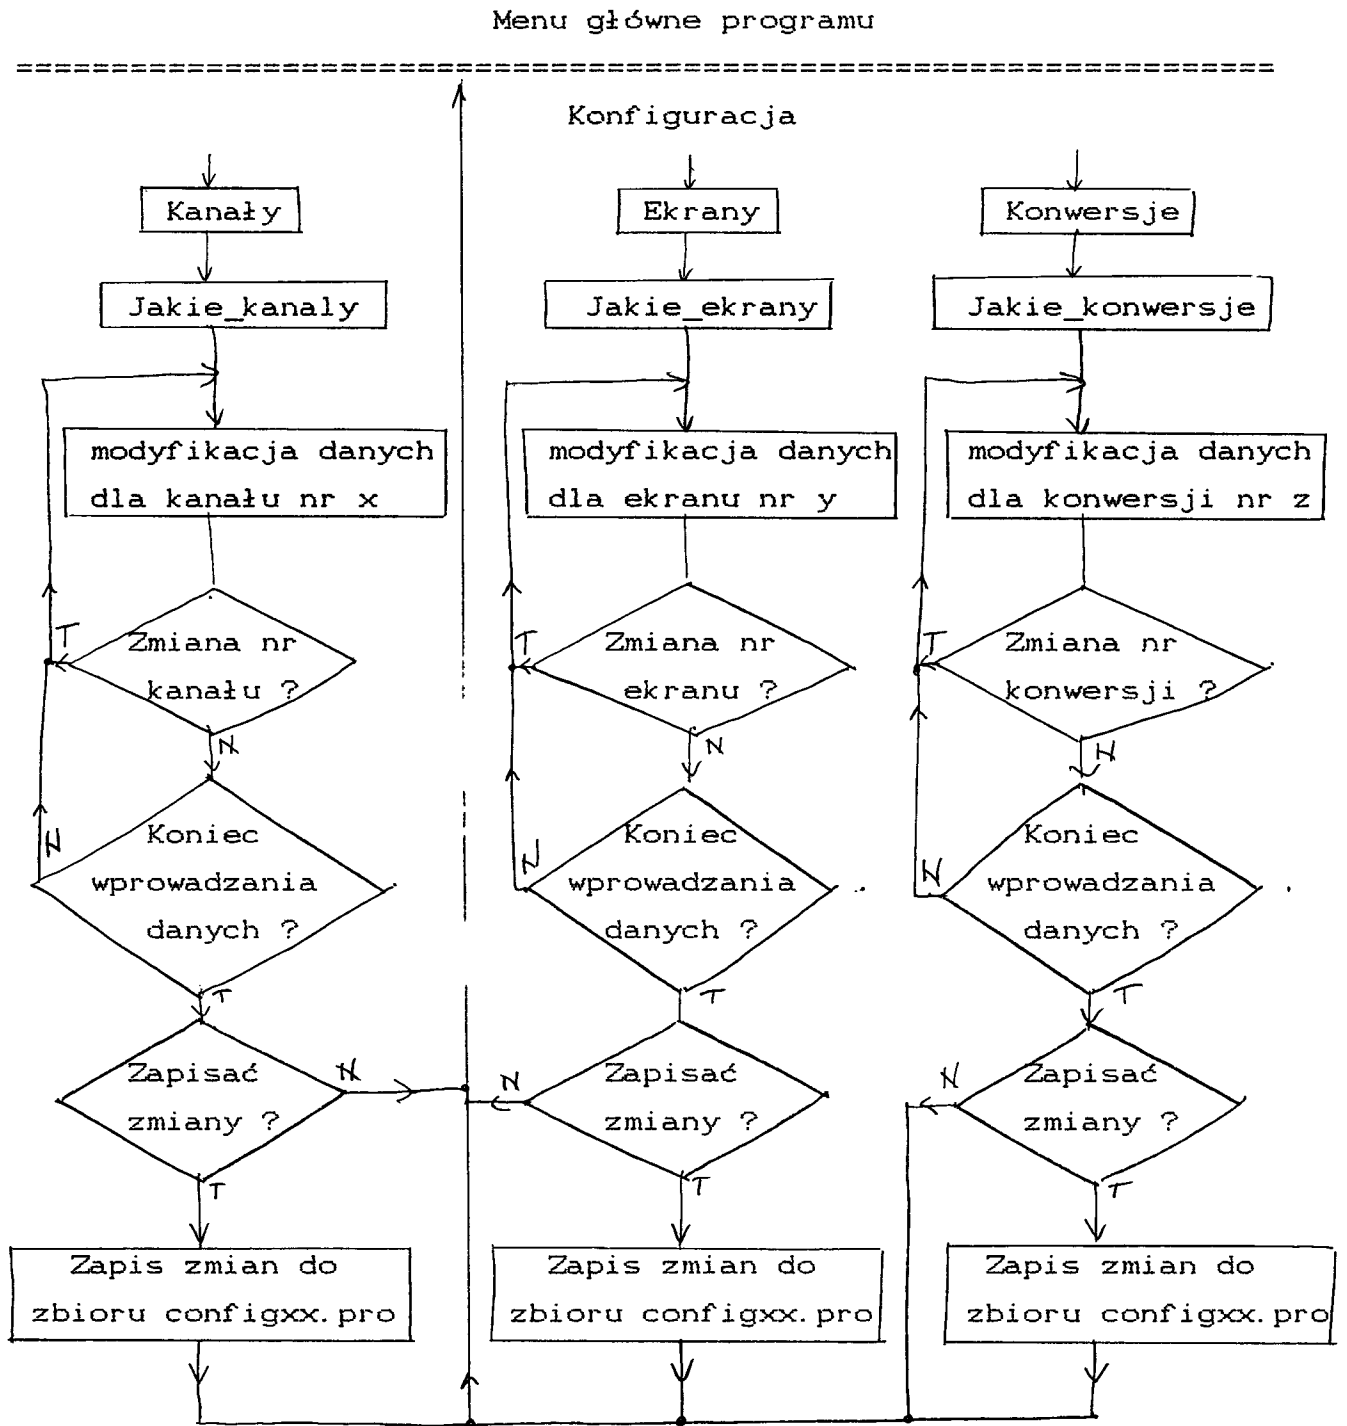 Menu główne programu
====================================================================
Konfiguracja
Kanały
Jakie_kanaly
modyfikacja danych
dla kanału nr x
T
Zmiana nr
kanału ?
N
N
Koniec
wprowadzania
danych ?
T
Zapisać
zmiany ?
N
T
Zapis zmian do
zbioru configxx.pro
Ekrany
Jakie_ekrany
modyfikacja danych
dla ekranu nr y
T
Zmiana nr
ekranu ?
N
N
Koniec
wprowadzania
danych ?
T
N
Zapisać
zmiany ?
T
Zapis zmian do
zbioru configxx.pro
Konwersje
Jakie_konwersje
modyfikacja danych
dla konwersji nr z
T
Zmiana nr
konwersji ?
N
N
Koniec
wprowadzania
danych ?
T
N
Zapisać
zmiany ?
T
Zapis zmian do
zbioru configxx.pro